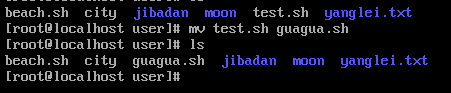 beach.sh city jibadan moon test.sh yanglei.txt
[root@localhost user]# mv test.sh guagua.sh
[root@localhost user]# ls
beach.sh city guagua.sh jibadan moon yanglei.txt
[root@localhost user]#